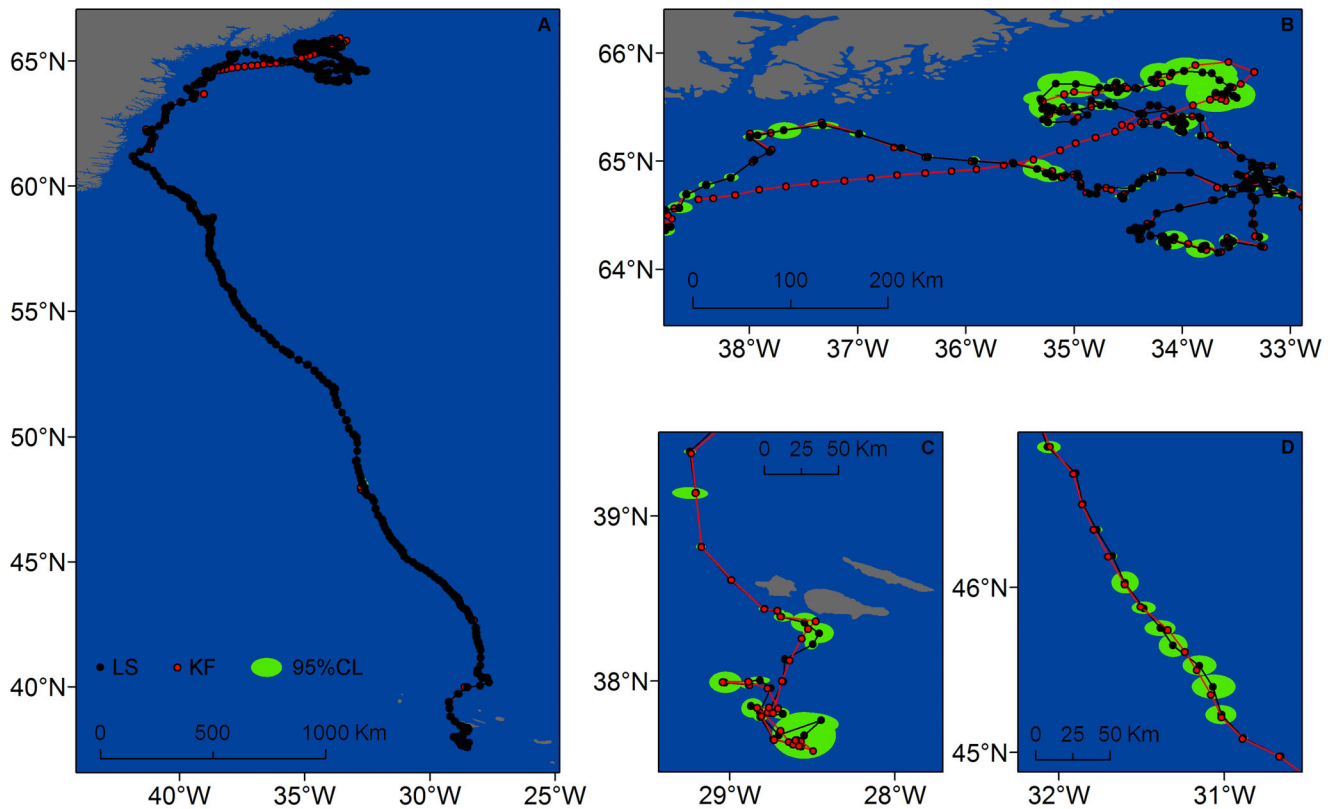 A
65°N
60°N
55°N
50°N
45°N
40°N
LS
KF
95%CL
0 500 1000 Km
40°W 35°W 30°W 25°W
B
66°N
65°N
64°N
0 100 200 Km
38°W 37°W 36°W 35°W 34°W 33°W
0 25 50 Km
C
39°N
38°N
29°W 28°W
D
46°N
45°N
0 25 50 Km
32°W 31°W